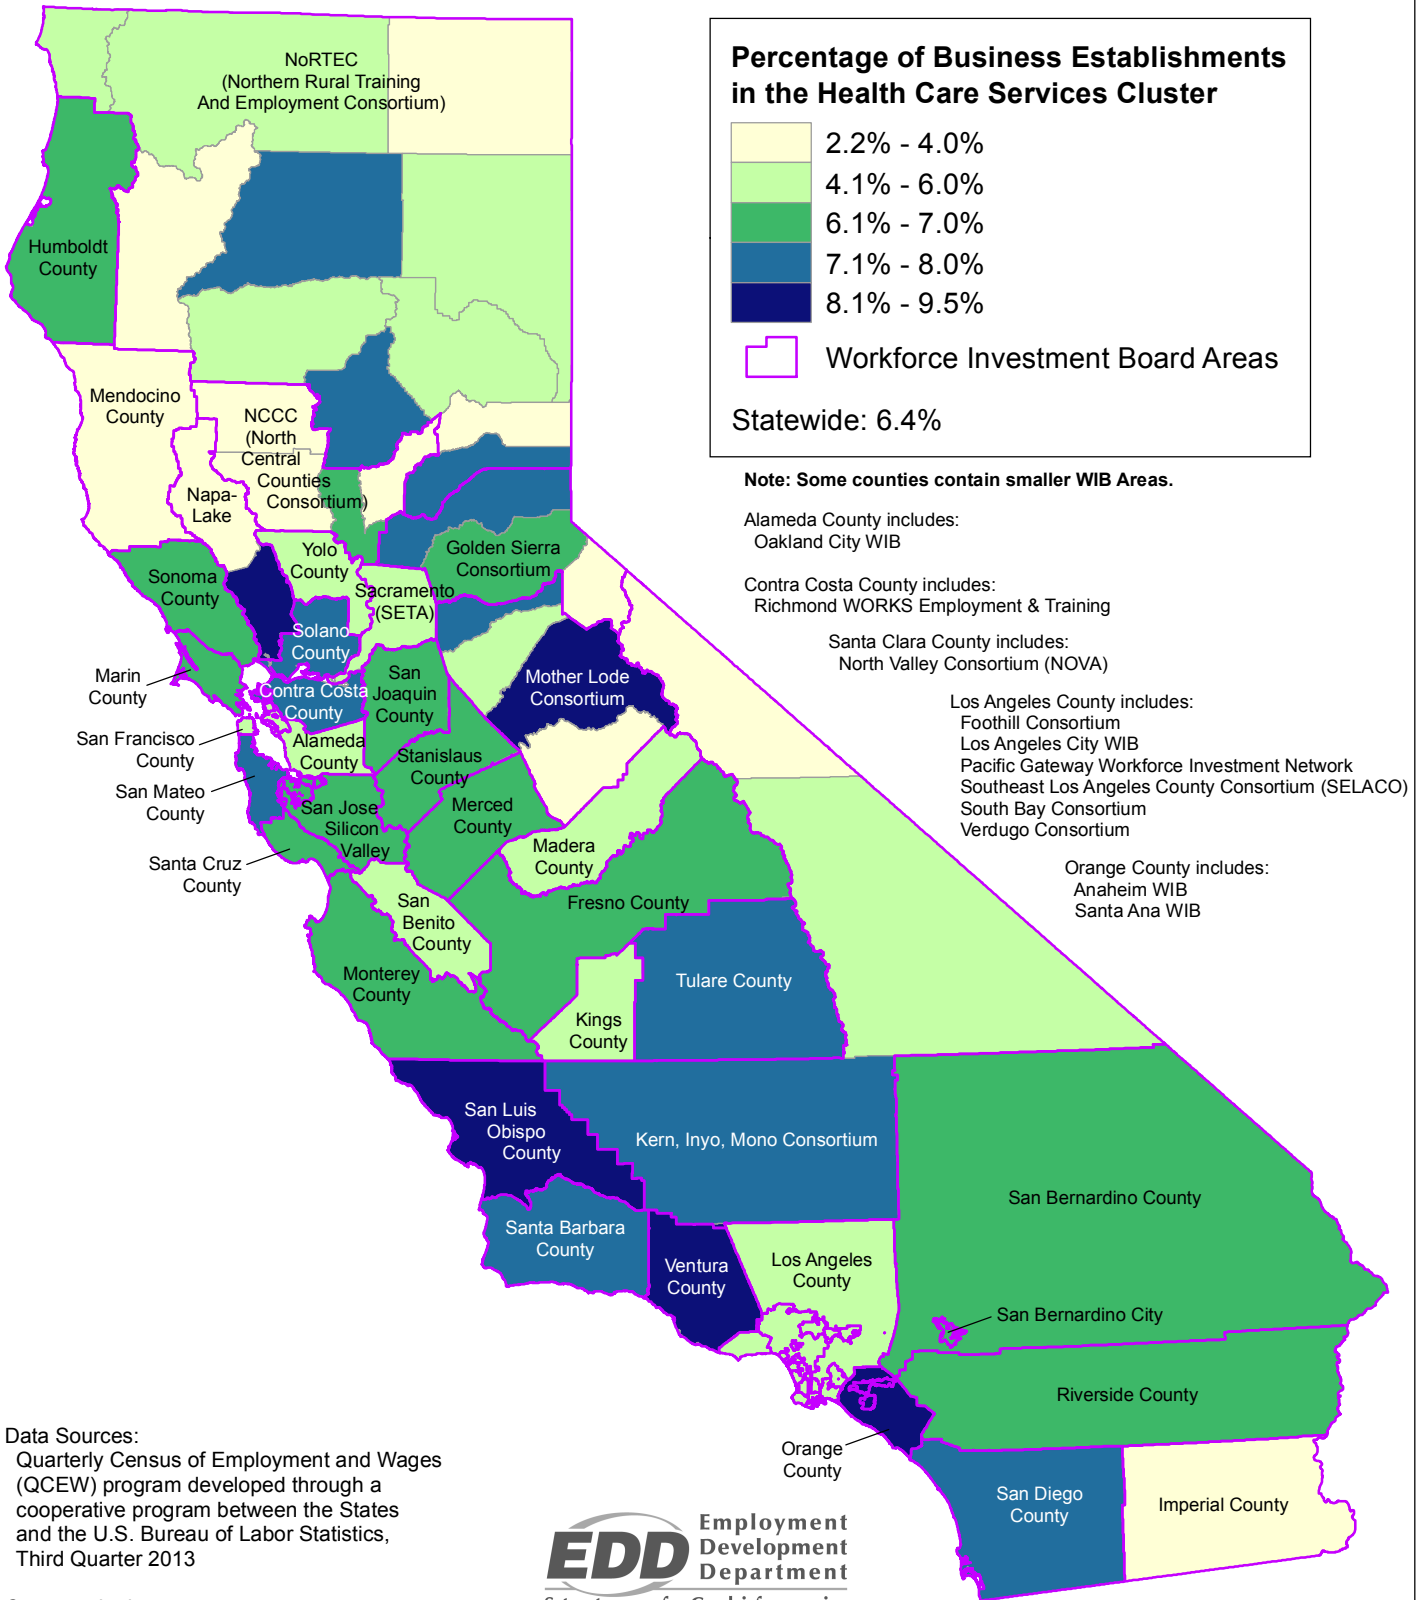 Percentage of Business Establishments
in the Health Care Services Cluster
2.2% - 4.0%
4.1% - 6.0%
6.1% - 7.0%
7.1% - 8.0%
8.1% - 9.5%
Workforce Investment Board Areas
Statewide: 6.4%
Note: Some counties contain smaller WIB Areas.
Alameda County includes:
Oakland City WIB
Contra Costa County includes:
Richmond WORKS Employment & Training
Santa Clara County includes:
North Valley Consortium (NOVA)
Los Angeles County includes:
Foothill Consortium
Los Angeles City WIB
Pacific Gateway Workforce Investment Network
Southeast Los Angeles County Consortium (SELACO)
South Bay Consortium
Verdugo Consortium
Orange County includes:
Anaheim WIB
Santa Ana WIB
NoRTEC
(Northern Rural Training
And Employment Consortium)
Humboldt
County
Mendocino
County
NCCC
(North
Central
Counties
Consortium)
Napa-
Lake
Yolo
County
Golden Sierra
Consortium
Sonoma
County
Sacramento
(SETA)
Solano
County
Marin
County
Contra Costa
County
San
Joaquin
County
Mother Lode
Consortium
San Francisco
County
Alameda
County
Stanislaus
County
San Mateo
County
San Jose
Silicon
Valley
Merced
County
Santa Cruz
County
Madera
County
San
Benito
County
Fresno County
Monterey
County
Tulare County
Kings
County
San Luis
Obispo
County
Kern, Inyo, Mono Consortium
San Bernardino County
Santa Barbara
County
Ventura
County
Los Angeles
County
San Bernardino City
Riverside County
Orange
County
San Diego
County
Imperial County
Data Sources:
Quarterly Census of Employment and Wages
(QCEW) program developed through a
cooperative program between the States
and the U.S. Bureau of Labor Statistics,
Third Quarter 2013
EDD
Employment
Development
Department